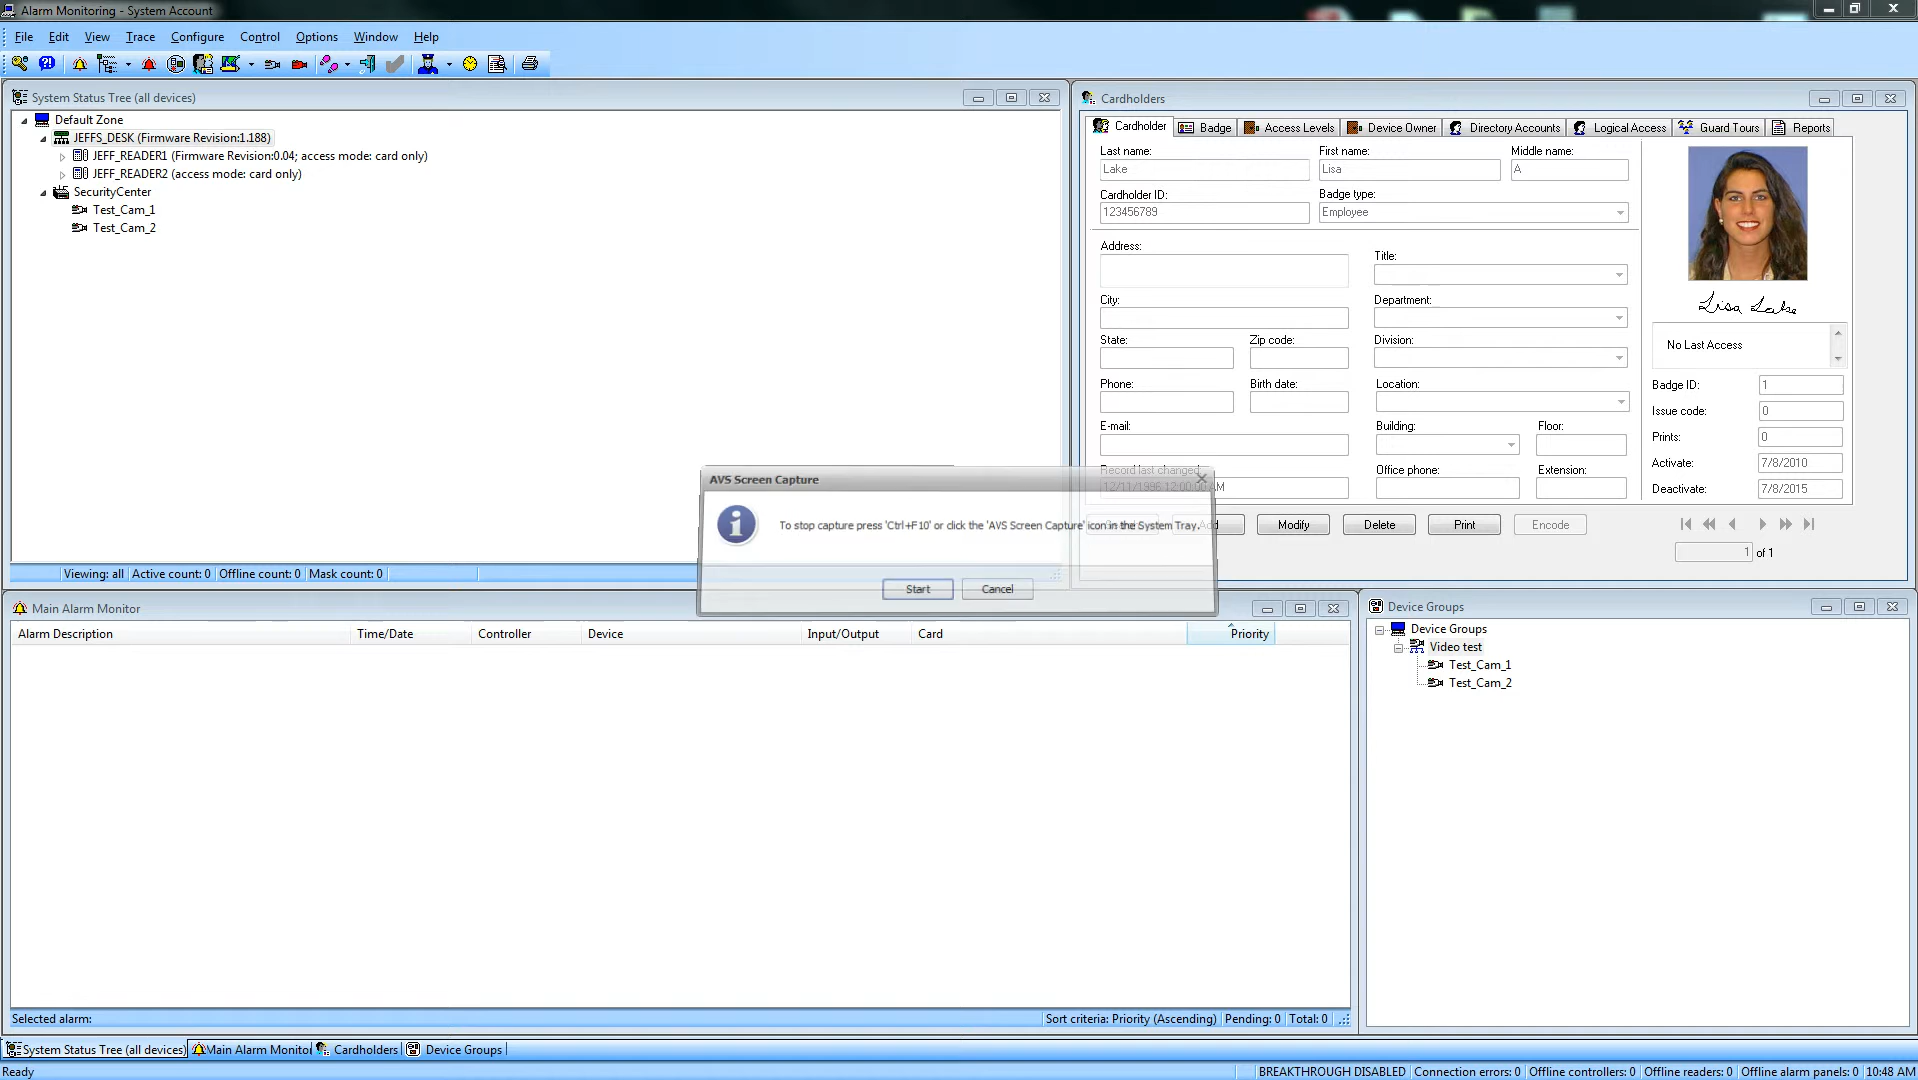 Alarm Monitoring - System Account
File Edit View Trace Configure Control Options Window Help
System Status Tree (all devices)
Default Zone
JEFFS_DESK (Firmware Revision:1.188)
JEFF_READER1 (Firmware Revision:0.04; access mode: card only)
JEFF_READER2 (access mode: card only)
SecurityCenter
Test_Cam_1
Test_Cam_2
Viewing: all Active count: 0 Offline count: 0 Mask count: 0
Cardholders
Cardholder Badge Access Levels Device Owner Directory Accounts Logical Access Guard Tours Reports
Last name: First name: Middle name:
Lake Lisa A
Cardholder ID: Badge type:
123456789 Employee
Address: Title:
City: Department:
State: Zip code: Division:
Phone: Birth date: Location:
E-mail: Building: Floor:
Record last changed: Office phone: Extension:
12/11/1996 12:00:00 AM
Lisa Lake
No Last Access
Badge ID: 1
Issue code: 0
Prints: 0
Activate: 7/8/2010
Deactivate: 7/8/2015
Add Modify Delete Print Encode
1 of 1
AVS Screen Capture
To stop capture press 'Ctrl+F10' or click the 'AVS Screen Capture' icon in the System Tray.
Start Cancel
Main Alarm Monitor
Alarm Description Time/Date Controller Device Input/Output Card Priority
Selected alarm: Sort criteria: Priority (Ascending) Pending: 0 Total: 0
Device Groups
Device Groups
Video test
Test_Cam_1
Test_Cam_2
System Status Tree (all devices) Main Alarm Monitor Cardholders Device Groups
Ready BREAKTHROUGH DISABLED Connection errors: 0 Offline controllers: 0 Offline readers: 0 Offline alarm panels: 0 10:48 AM